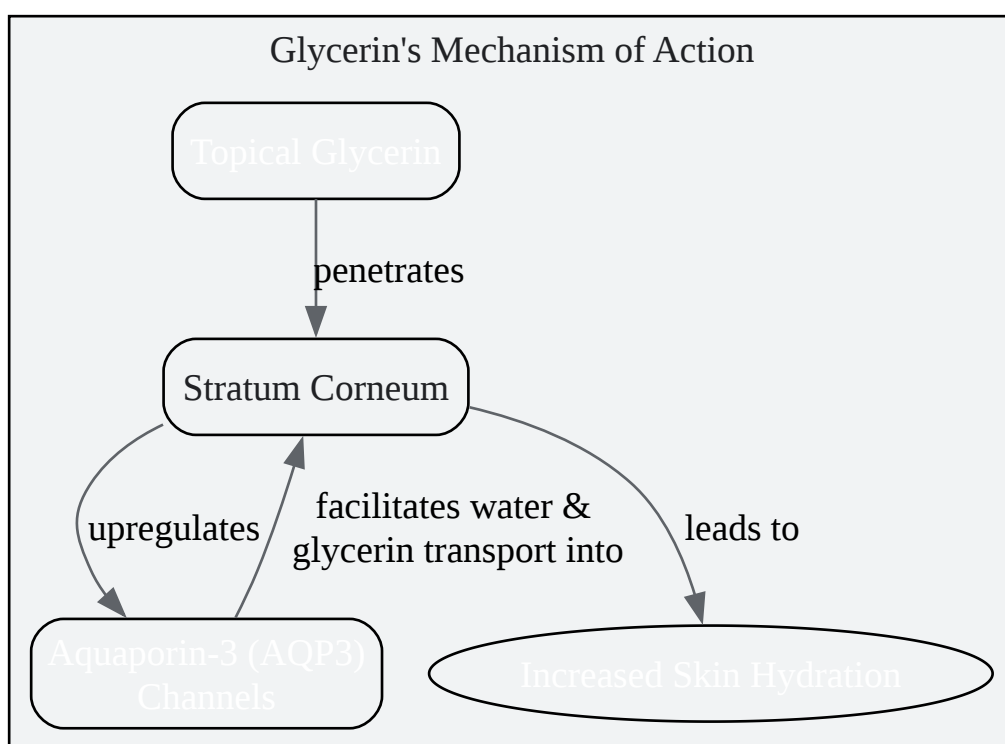 Glycerin's Mechanism of Action
Topical Glycerin
penetrates
Stratum Corneum
upregulates
facilitates water &
glycerin transport into
leads to
Aquaporin-3 (AQP3)
Channels
Increased Skin Hydration